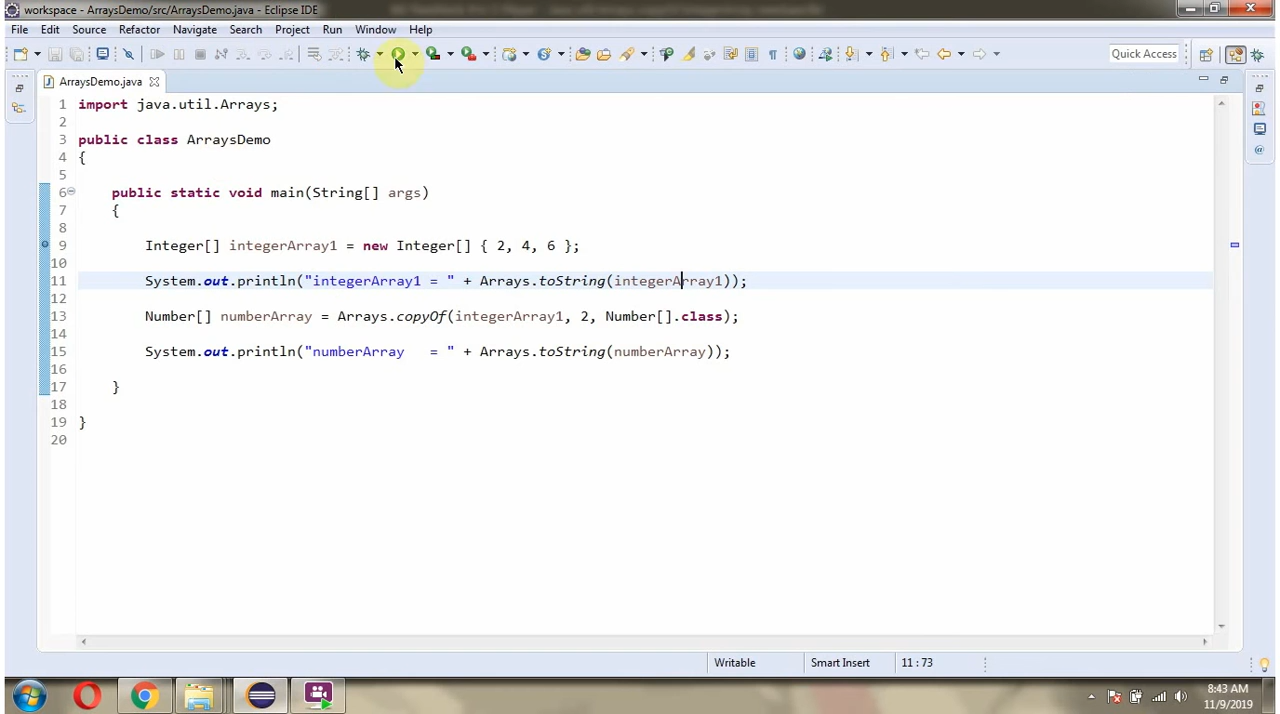 workspace - ArraysDemo/src/ArraysDemo.java - Eclipse IDE
File Edit Source Refactor Navigate Search Project Run Window Help
Quick Access
ArraysDemo.java
1 import java.util.Arrays;
2
3 public class ArraysDemo
4 {
5
6 public static void main(String[] args)
7 {
8
9 Integer[] integerArray1 = new Integer[] { 2, 4, 6 };
10
11 System.out.println("integerArray1 = " + Arrays.toString(integerArray1));
12
13 Number[] numberArray = Arrays.copyOf(integerArray1, 2, Number[].class);
14
15 System.out.println("numberArray   = " + Arrays.toString(numberArray));
16
17 }
18
19 }
20
Writable Smart Insert 11 : 73
8:43 AM
11/9/2019